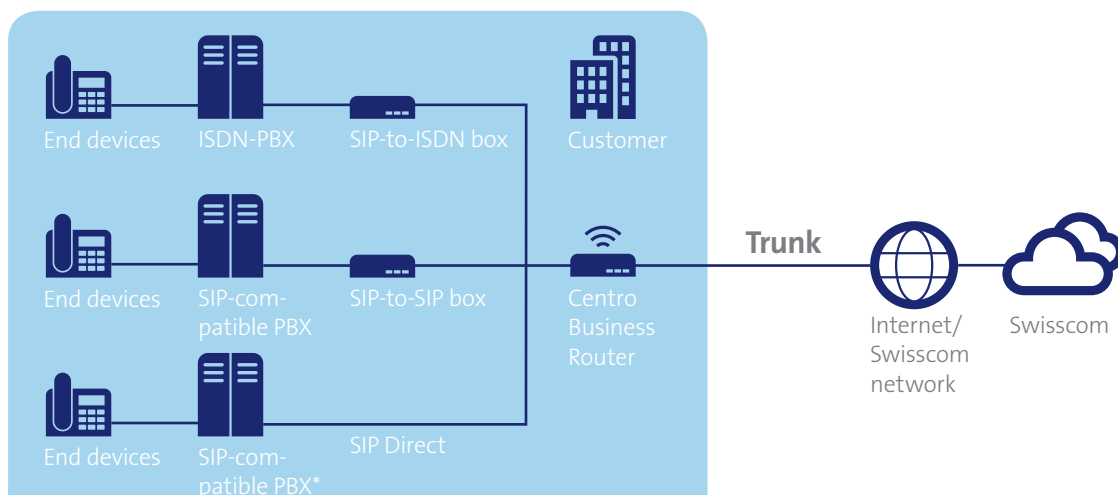 End devices
ISDN-PBX
SIP-to-ISDN box
Customer
Trunk
End devices
SIP-com-
patible PBX
SIP-to-SIP box
Centro
Business
Router
Internet/
Swisscom
network
Swisscom
End devices
SIP-com-
patible PBX*
SIP Direct